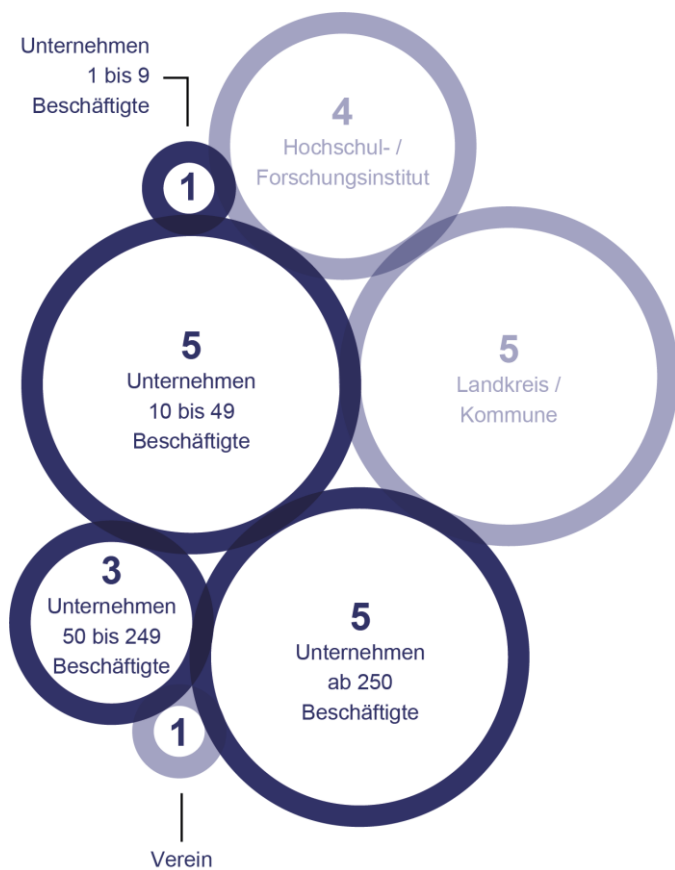 Unternehmen
1 bis 9
Beschäftigte
1
4
Hochschul- /
Forschungsinstitut
5
Unternehmen
10 bis 49
Beschäftigte
5
Landkreis /
Kommune
3
Unternehmen
50 bis 249
Beschäftigte
5
Unternehmen
ab 250
Beschäftigte
1
Verein